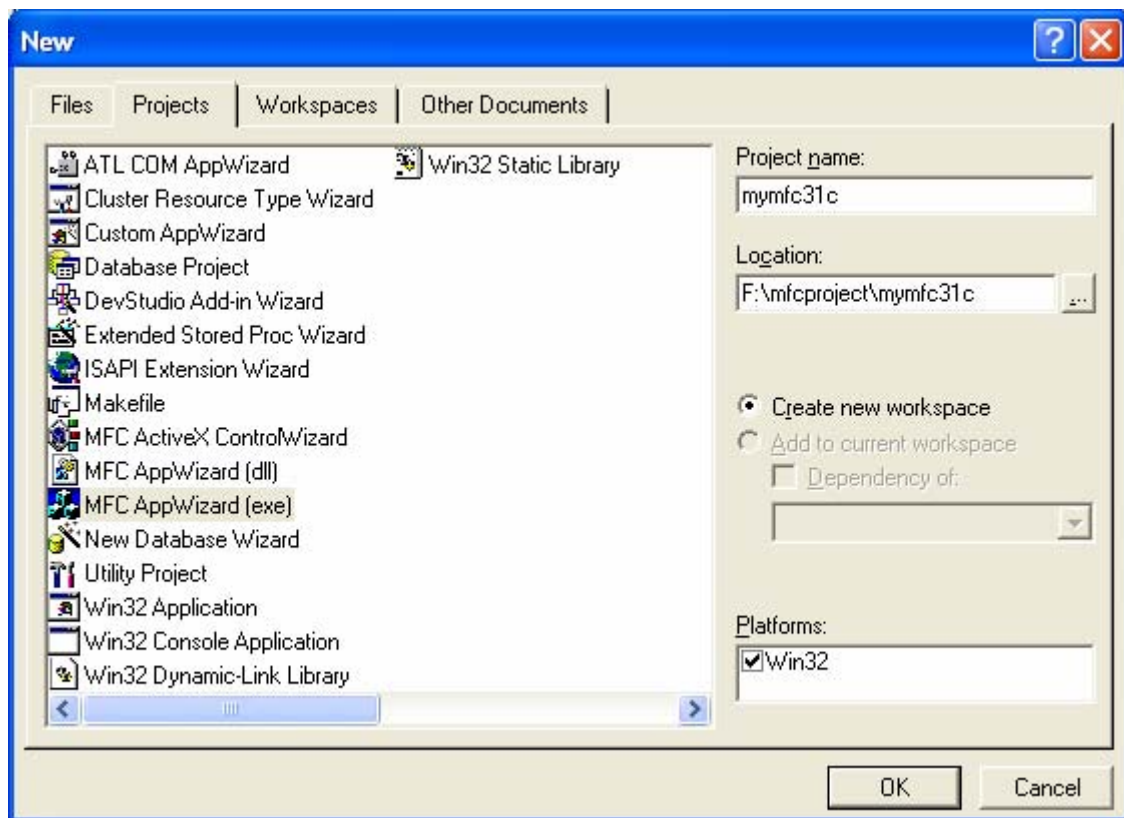 New
Files Projects Workspaces Other Documents
ATL COM AppWizard
Cluster Resource Type Wizard
Custom AppWizard
Database Project
DevStudio Add-in Wizard
Extended Stored Proc Wizard
ISAPI Extension Wizard
Makefile
MFC ActiveX ControlWizard
MFC AppWizard (dll)
MFC AppWizard (exe)
New Database Wizard
Utility Project
Win32 Application
Win32 Console Application
Win32 Dynamic-Link Library
Win32 Static Library
Project name:
mymfc31c
Location:
F:\mfcproject\mymfc31c
...
Create new workspace
Add to current workspace
Dependency of:
Platforms:
Win32
OK Cancel